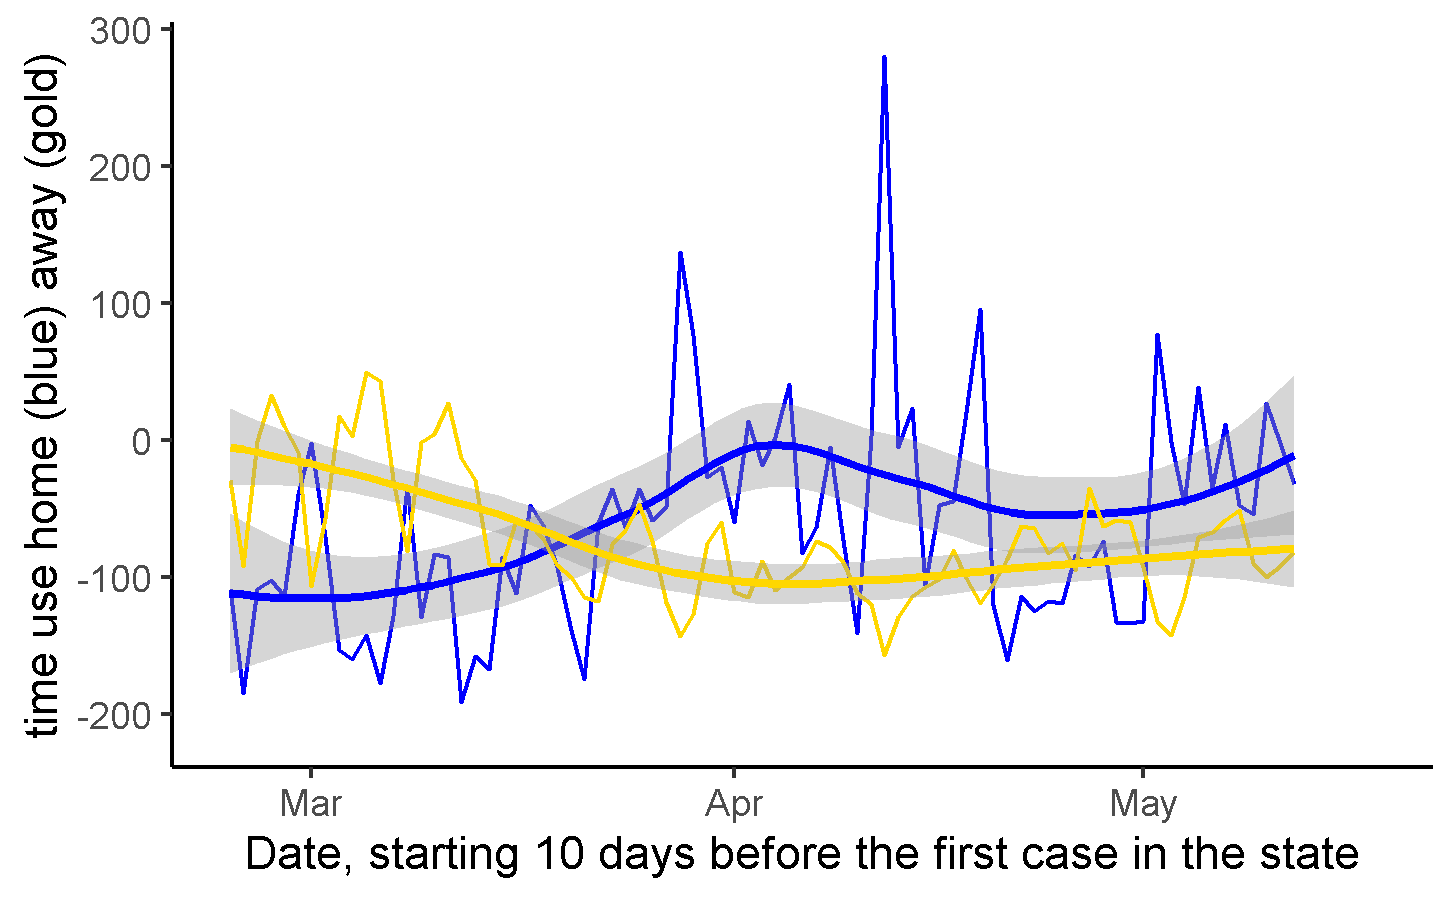 time use home (blue) away (gold)
300
200
100
0
-100
-200
Mar
Apr
May
Date, starting 10 days before the first case in the state